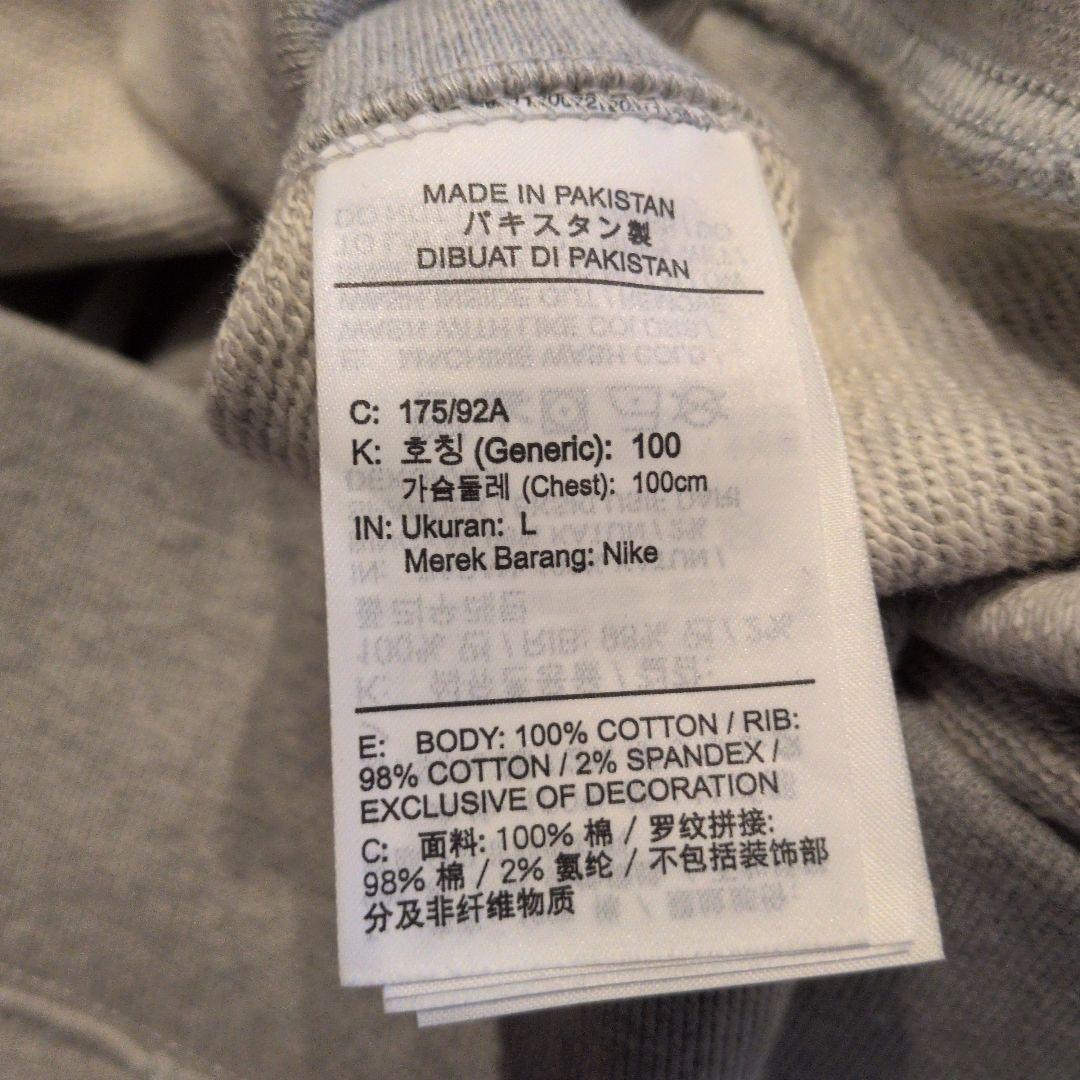 MADE IN PAKISTAN
パキスタン製
DIBUAT DI PAKISTAN
C: 175/92A
K: 호칭 (Generic): 100
가슴둘레 (Chest): 100cm
IN: Ukuran: L
Merek Barang: Nike
E: BODY: 100% COTTON / RIB:
98% COTTON / 2% SPANDEX /
EXCLUSIVE OF DECORATION
C: 面料: 100% 棉 / 罗纹拼接:
98% 棉 / 2% 氨纶 / 不包括装饰部
分及非纤维物质